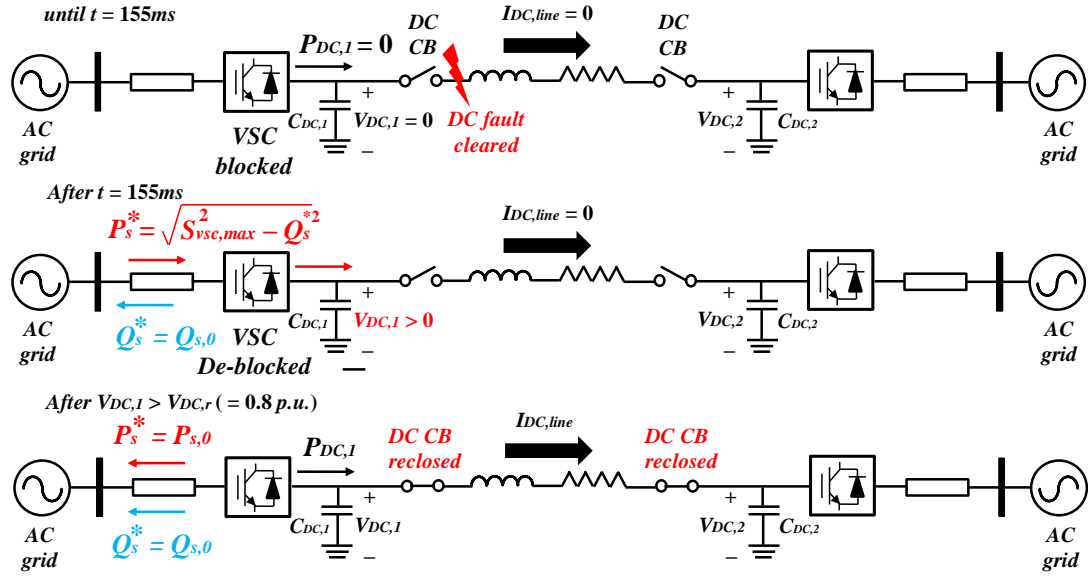 until t = 155ms
P_DC,1 = 0
DC CB
I_DC,line = 0
DC CB
AC grid
VSC blocked
C_DC,1
+
V_DC,1 = 0
–
DC fault cleared
V_DC,2
+
–
C_DC,2
AC grid
After t = 155ms
P_s^* = √(S_vsc,max^2 – Q_s^*2)
I_DC,line = 0
AC grid
Q_s^* = Q_s,0
VSC De-blocked
C_DC,1
+
V_DC,1 > 0
–
V_DC,2
+
–
C_DC,2
AC grid
After V_DC,1 > V_DC,r ( = 0.8 p.u.)
P_s^* = P_s,0
P_DC,1
DC CB reclosed
I_DC,line
DC CB reclosed
AC grid
Q_s^* = Q_s,0
C_DC,1
+
V_DC,1
–
V_DC,2
+
–
C_DC,2
AC grid